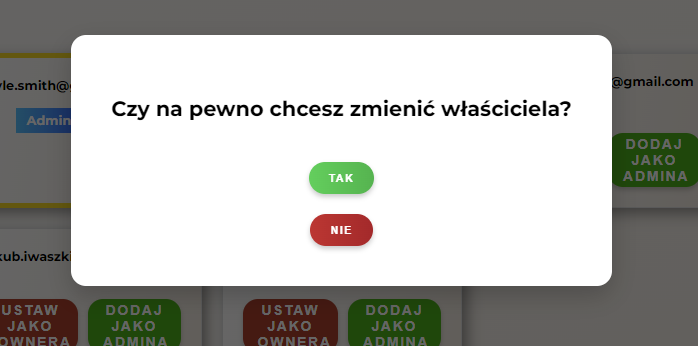 yle.smith@
@gmail.com
Admin
Czy na pewno chcesz zmienić właściciela?
DODAJ
JAKO
ADMINA
TAK
NIE
kub.iwaszki
USTAW
JAKO
OWNERA
DODAJ
JAKO
ADMINA
USTAW
JAKO
OWNERA
DODAJ
JAKO
ADMINA